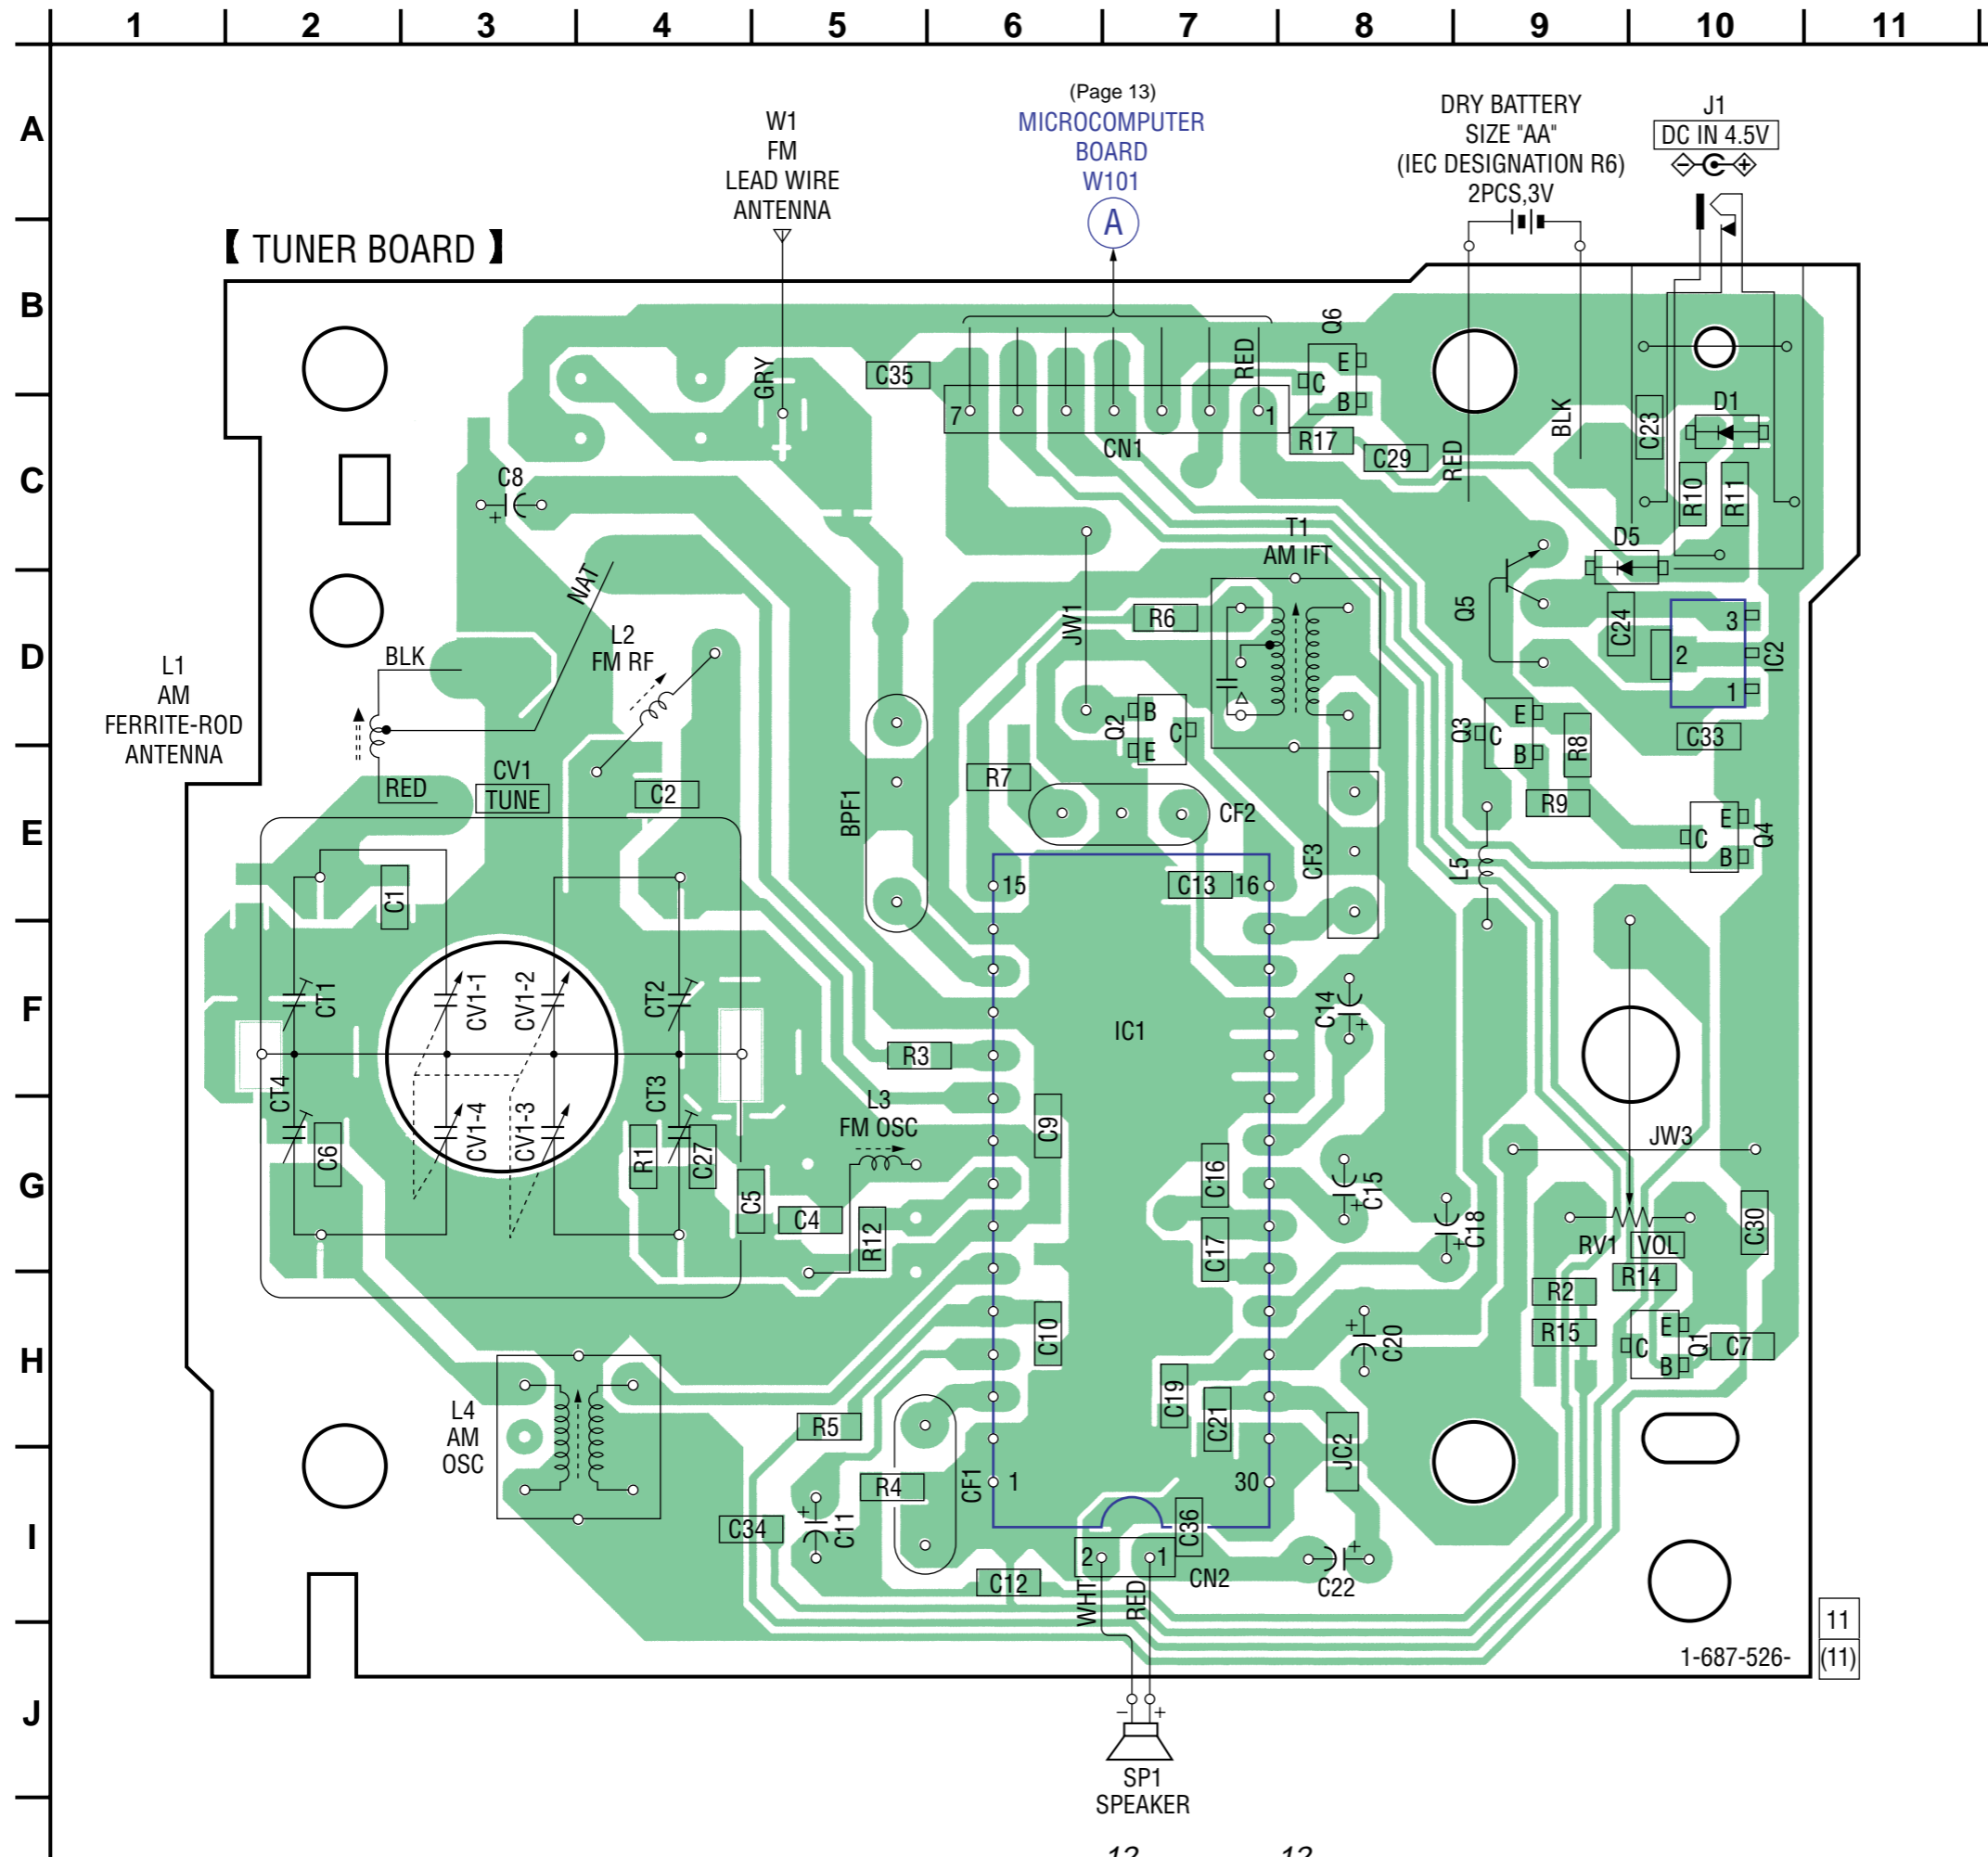 1 2 3 4 5 6 7 8 9 10 11
A
B
C
D
E
F
G
H
I
J
W1
FM
LEAD WIRE
ANTENNA
(Page 13)
MICROCOMPUTER
BOARD
W101
A
DRY BATTERY
SIZE "AA"
(IEC DESIGNATION R6)
2PCS,3V
J1
DC IN 4.5V
【 TUNER BOARD 】
GRY
C35
RED
Q6
E
C
B
7
1
CN1
R17
C29
RED
BLK
C23
D1
R10
R11
C8
+
T1
AM IFT
D5
NAT
L2
FM RF
BLK
JW1
R6
Q5
C24
3
2
1
IC2
L1
AM
FERRITE-ROD
ANTENNA
Q2
B
C
E
Q3
E
C
B
R8
C33
RED
CV1
TUNE
C2
BPF1
R7
CF2
CF3
R9
L5
E
C
B
Q4
C1
15
C13
16
CT1
CV1-1
CV1-2
CT2
R3
IC1
C14
+
CT4
CV1-4
CV1-3
CT3
L3
FM OSC
C9
JW3
C6
R1
C27
C5
C4
R12
C16
C15
+
C17
C18
+
RV1
VOL
C30
R14
R2
R15
E
C
B
Q1
C7
C10
+
C20
L4
AM
OSC
R5
C19
C21
JC2
R4
CF1
1
30
C34
+
C11
C36
2
1
CN2
C12
WHT
RED
+
C22
11
(11)
1-687-526-
–
+
SP1
SPEAKER
12 12